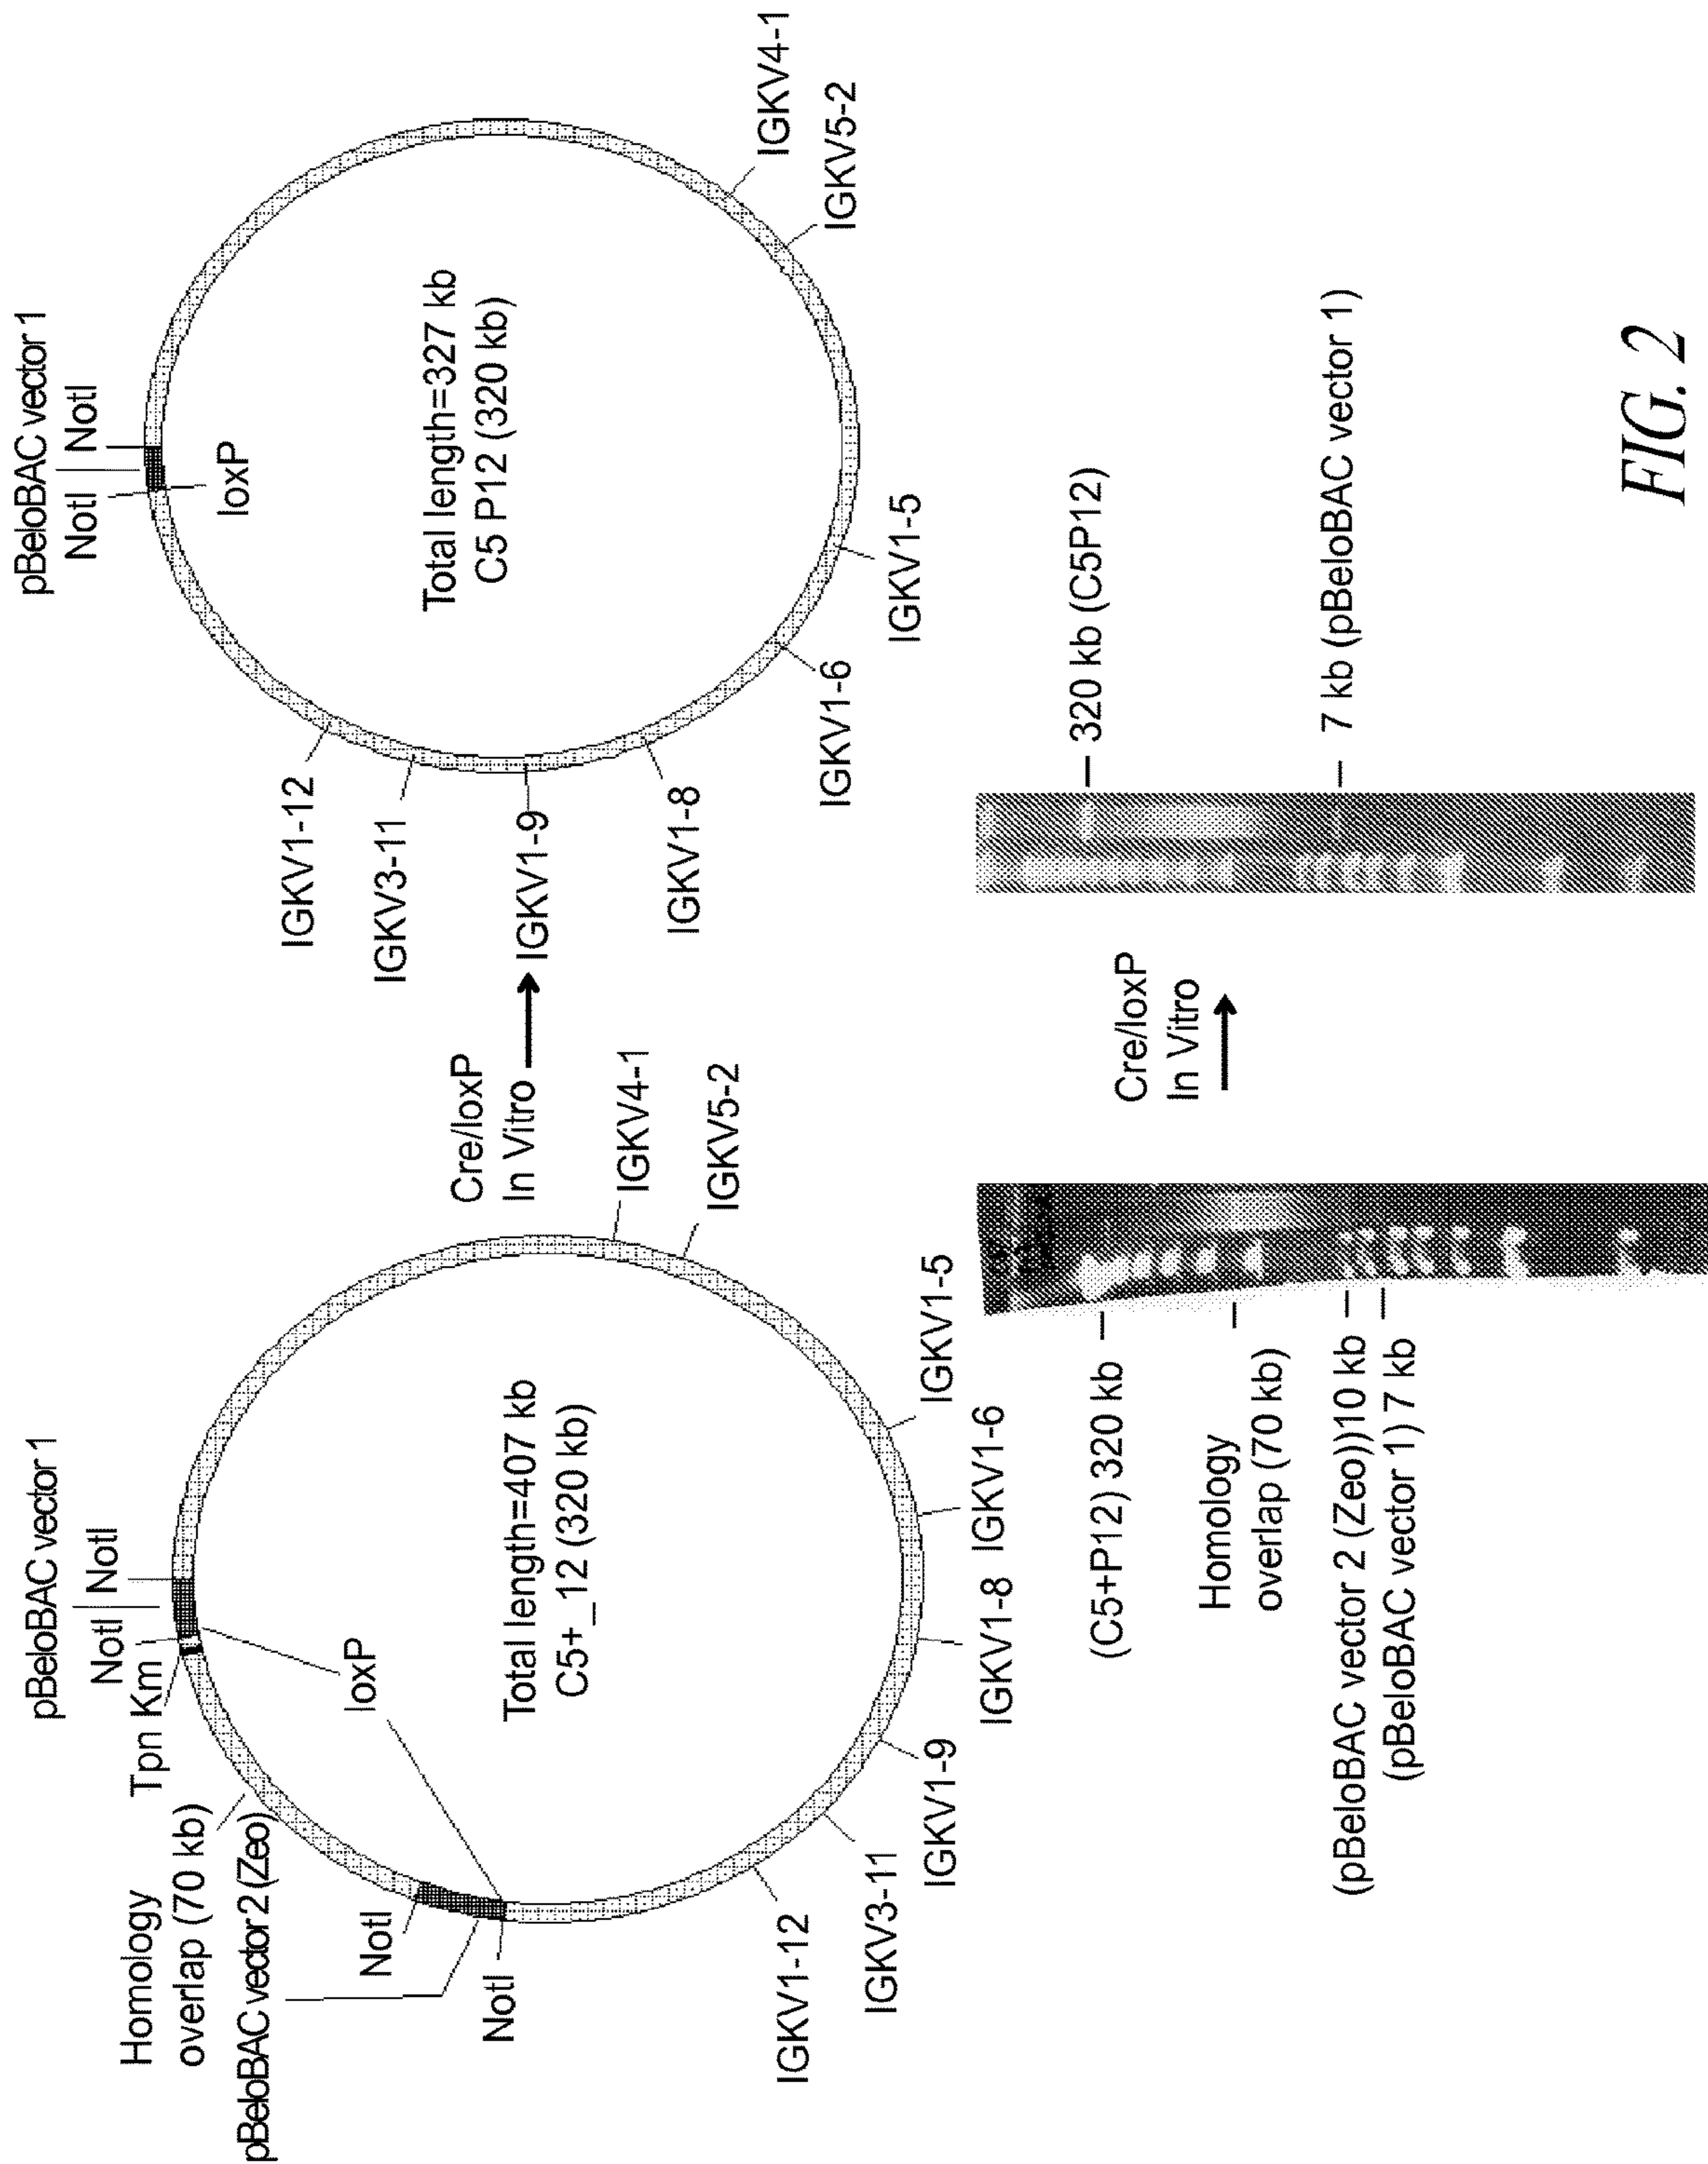 pBeloBAC vector 1
NotI
NotI
Tpn Km
Homology
overlap (70 kb)
pBeloBAC vector 2 (Zeo)
NotI
NotI
loxP
Total length=407 kb
C5+_12 (320 kb)
IGKV4-1
IGKV5-2
IGKV1-5
IGKV1-6
IGKV1-8
IGKV1-9
IGKV3-11
IGKV1-12
Cre/loxP
In Vitro
pBeloBAC vector 1
NotI
NotI
loxP
Total length=327 kb
C5 P12 (320 kb)
IGKV4-1
IGKV5-2
IGKV1-5
IGKV1-6
IGKV1-8
IGKV1-9
IGKV3-11
IGKV1-12
(C5+P12) 320 kb
Homology
overlap (70 kb)
(pBeloBAC vector 2 (Zeo))10 kb
(pBeloBAC vector 1) 7 kb
Cre/loxP
In Vitro
320 kb (C5P12)
7 kb (pBeloBAC vector 1)
FIG. 2